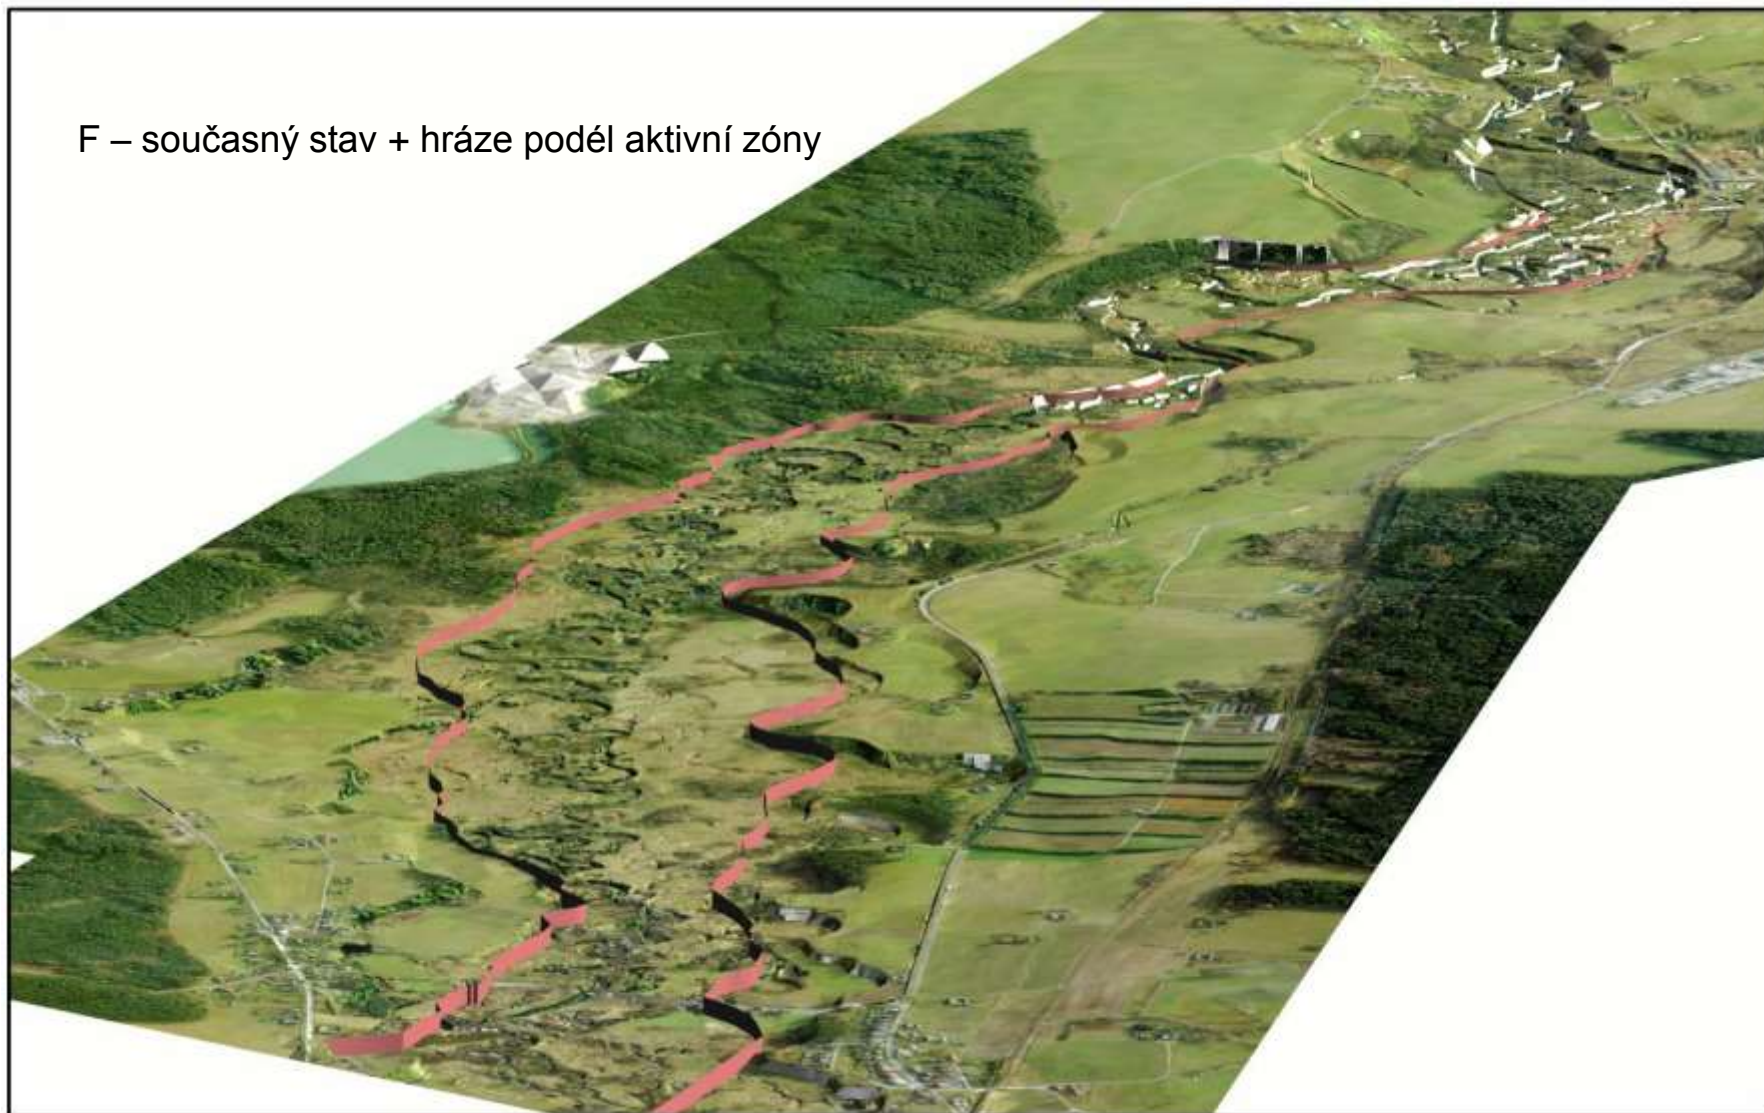 F – současný stav + hráze podél aktivní zóny